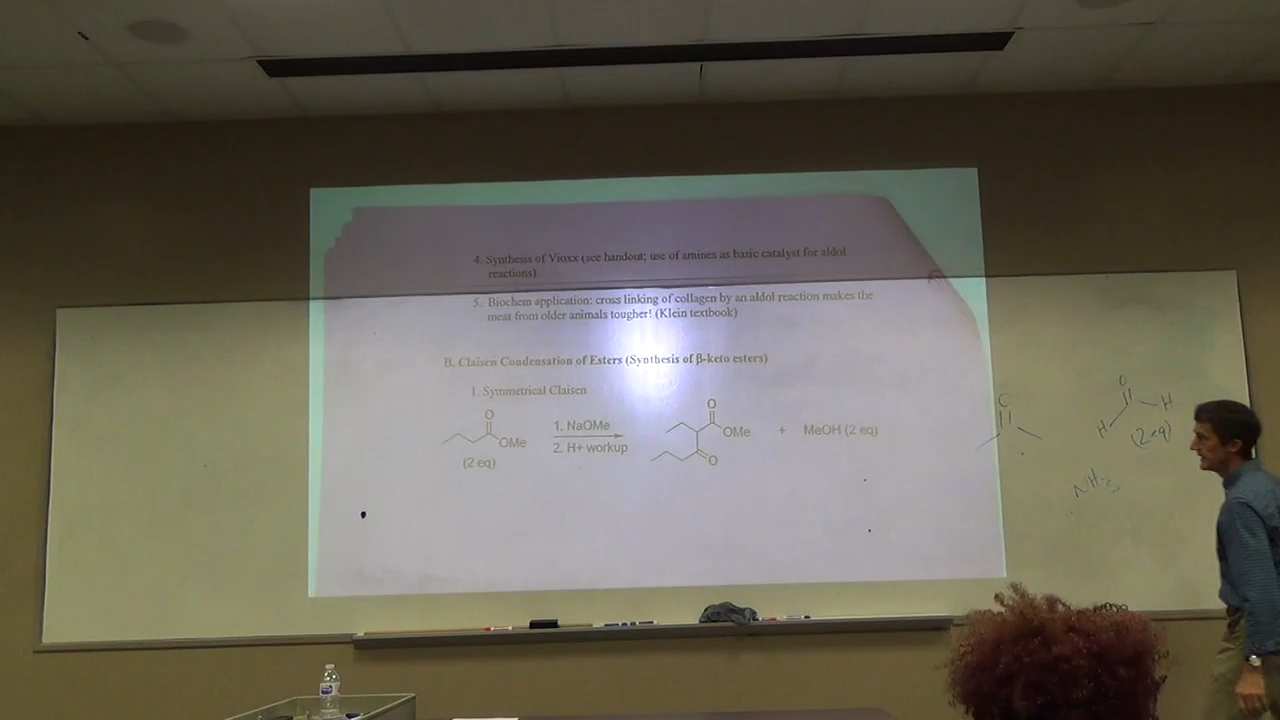 4. Synthesis of Vioxx (see handout; use of amines as basic catalyst for aldol
reactions)
5. Biochem application: cross linking of collagen by an aldol reaction makes the
meat from older animals tougher! (Klein textbook)
B. Claisen Condensation of Esters (Synthesis of β-keto esters)
1. Symmetrical Claisen
O
OMe
(2 eq)
1. NaOMe
2. H+ workup
O
OMe
O
+ MeOH (2 eq)
O
H
H
(2 eq)
NH3